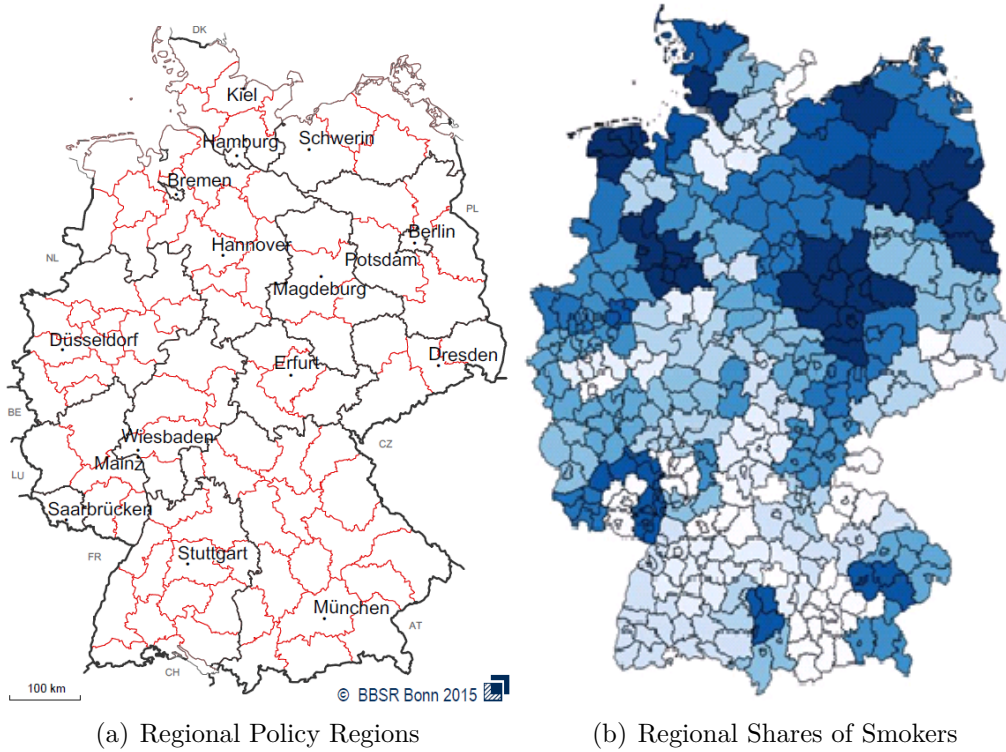 DK
Kiel
Hamburg
Schwerin
Bremen
PL
Berlin
Hannover
NL
Potsdam
Magdeburg
Düsseldorf
Erfurt
Dresden
BE
Wiesbaden
CZ
Mainz
LU
Saarbrücken
FR
Stuttgart
München
AT
CH
100 km
© BBSR Bonn 2015
(a) Regional Policy Regions
(b) Regional Shares of Smokers